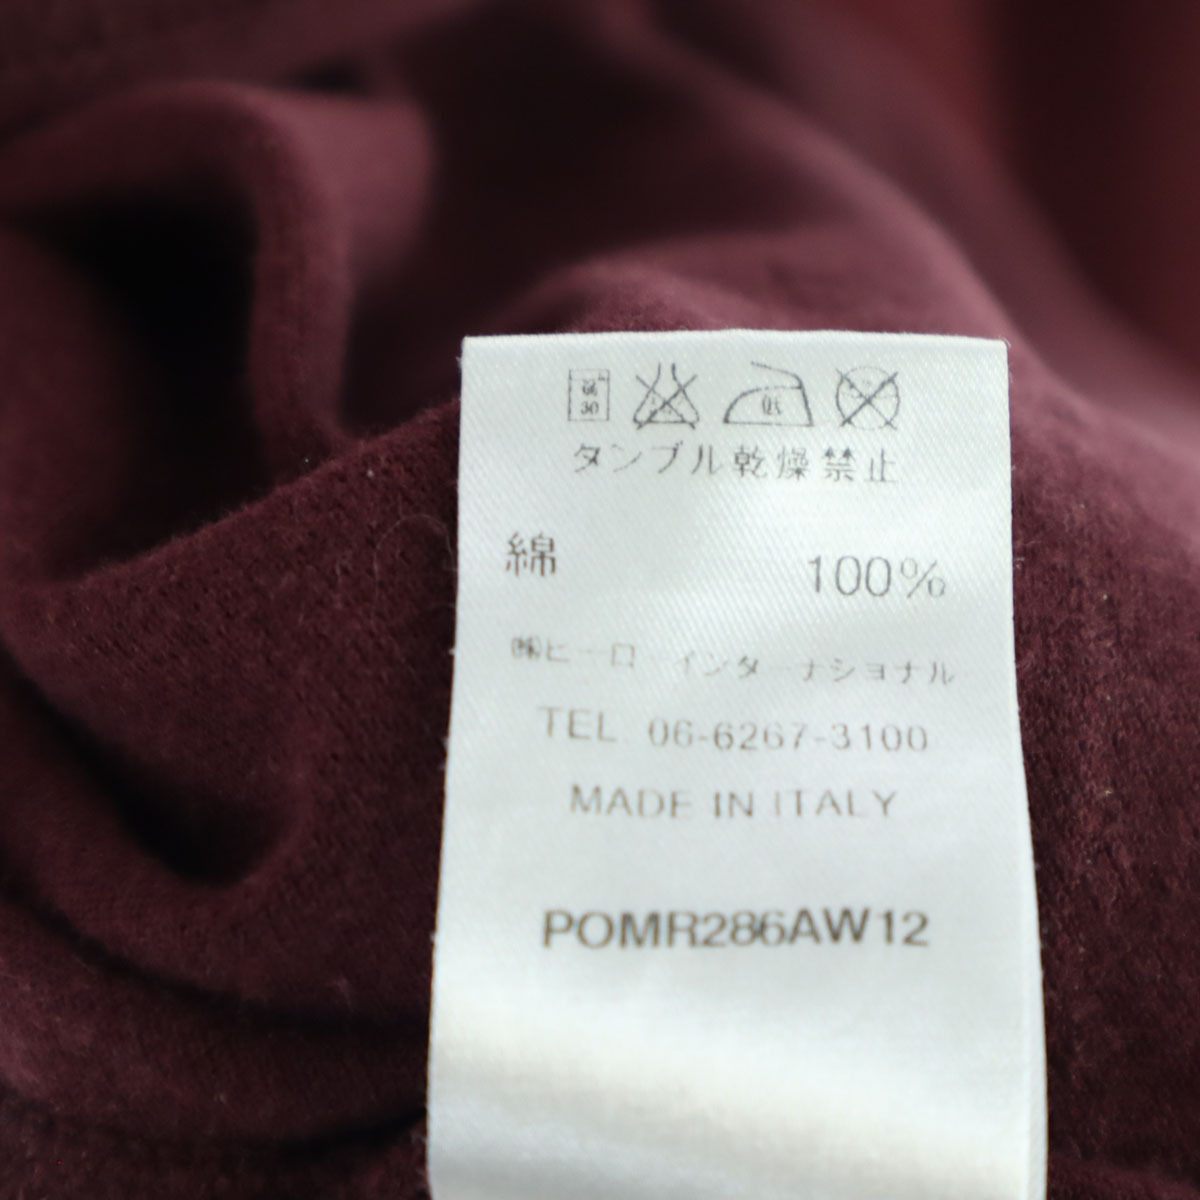 30
タンブル乾燥禁止
綿 100%
㈱ヒーローインターナショナル
TEL 06-6267-3100
MADE IN ITALY
POMR286AW12